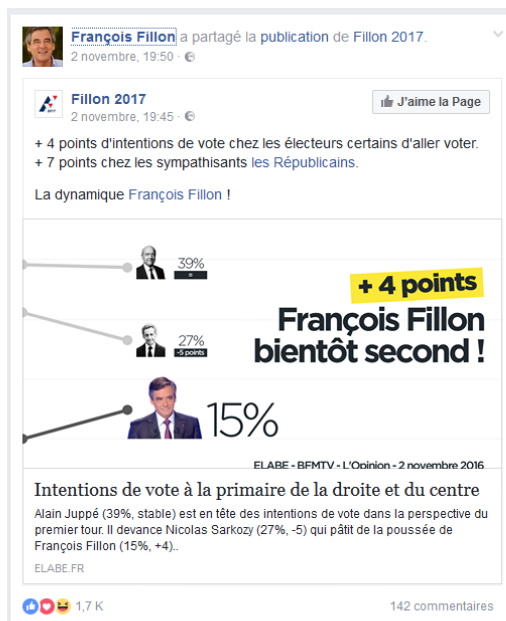 François Fillon a partagé la publication de Fillon 2017.
2 novembre, 19:50 ·
Fillon 2017
2 novembre, 19:45 ·
J'aime la Page
+ 4 points d'intentions de vote chez les électeurs certains d'aller voter.
+ 7 points chez les sympathisants les Républicains.
La dynamique François Fillon !
39%
=
+ 4 points
François Fillon
bientôt second !
27%
-5 points
15%
ELABE - BFMTV - L'Opinion - 2 novembre 2016
Intentions de vote à la primaire de la droite et du centre
Alain Juppé (39%, stable) est en tête des intentions de vote dans la perspective du
premier tour. Il devance Nicolas Sarkozy (27%, -5) qui pâtit de la poussée de
François Fillon (15%, +4)..
ELABE.FR
1,7 K
142 commentaires